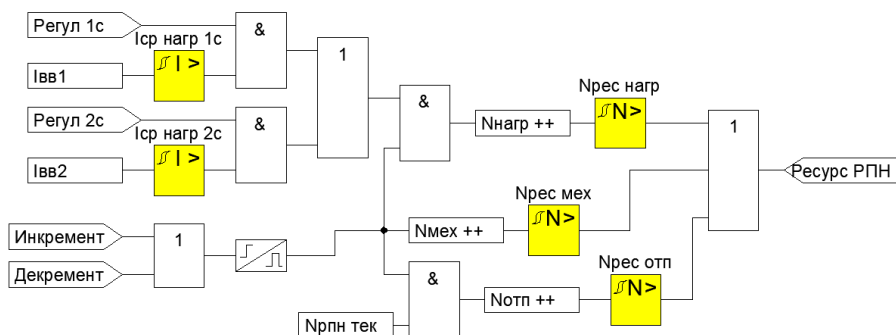 Регул 1с
Iср нагр 1с
&
I >
Iвв1
1
Nрес нагр
&
Nнагр ++
N>
Регул 2с
Iср нагр 2с
&
I >
Iвв2
1
Ресурс РПН
Nрес мех
Nмех ++
N>
Инкремент
1
Декремент
Nрес отп
&
Nотп ++
N>
Nрпн тек